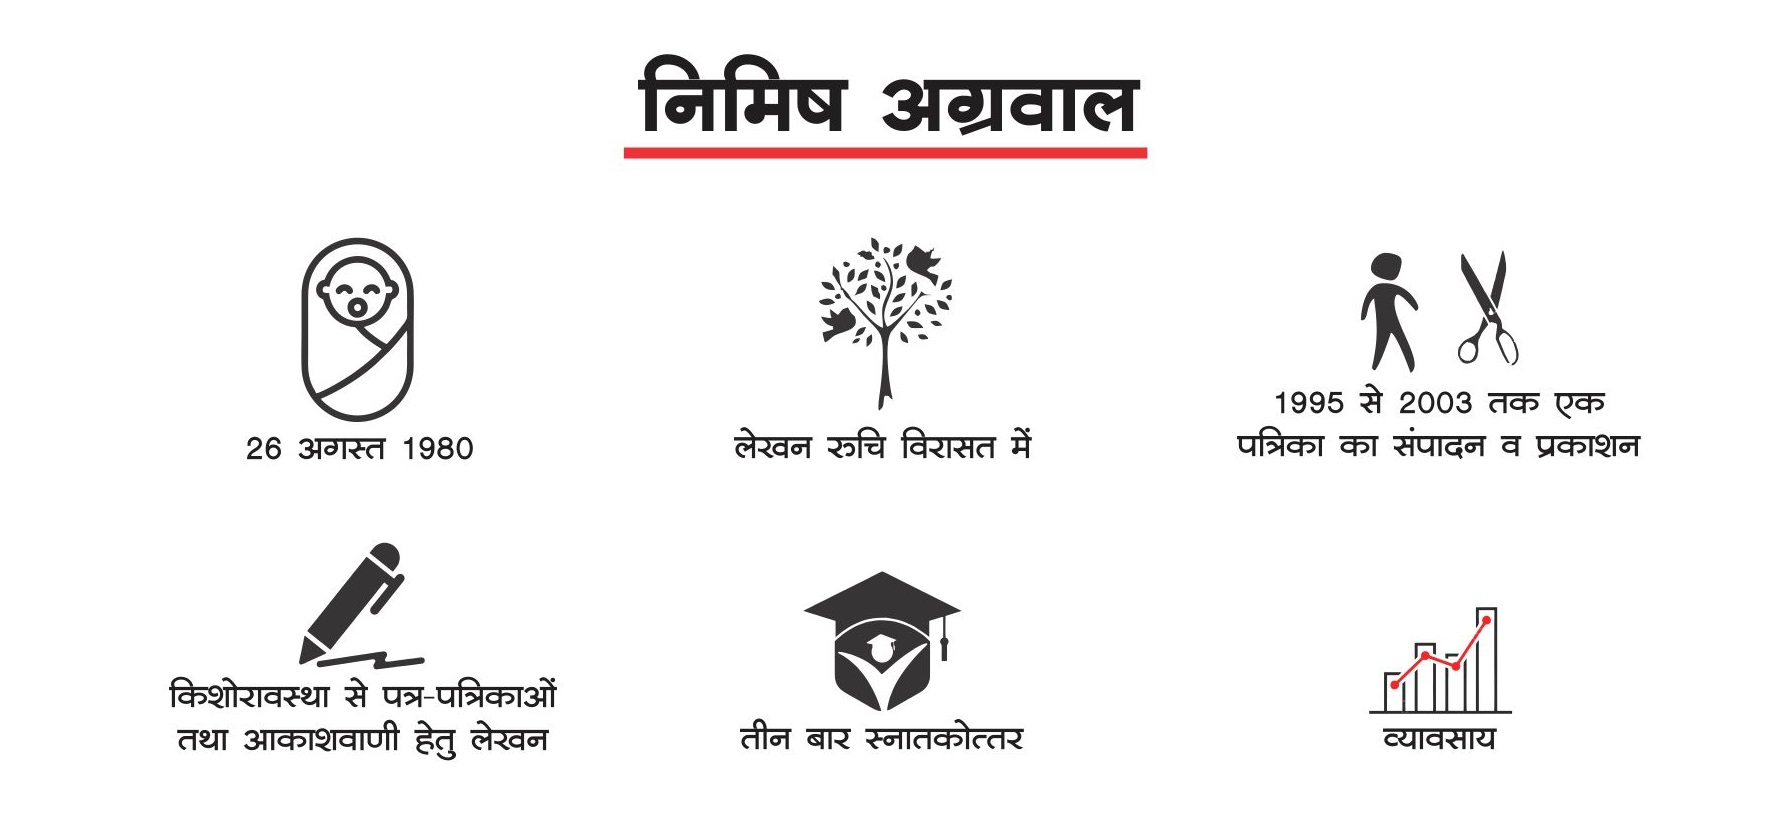 निमिष अग्रवाल
26 अगस्त 1980
लेखन रुचि विरासत में
1995 से 2003 तक एक
पत्रिका का संपादन व प्रकाशन
किशोरावस्था से पत्र-पत्रिकाओं
तथा आकाशवाणी हेतु लेखन
तीन बार स्नातकोत्तर
व्यावसाय